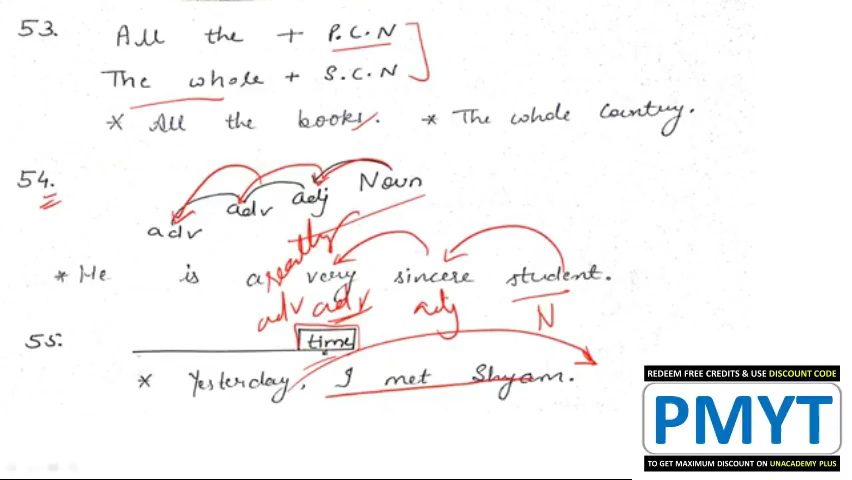 53. All the + P.C.N
The whole + S.C.N
* All the books. * The whole Country.
54.
adv adv adj Noun
* He is a really very sincere student.
adv adv adj N
55. time
* Yesterday, I met Shyam.
REDEEM FREE CREDITS & USE DISCOUNT CODE
PMYT
TO GET MAXIMUM DISCOUNT ON UNACADEMY PLUS